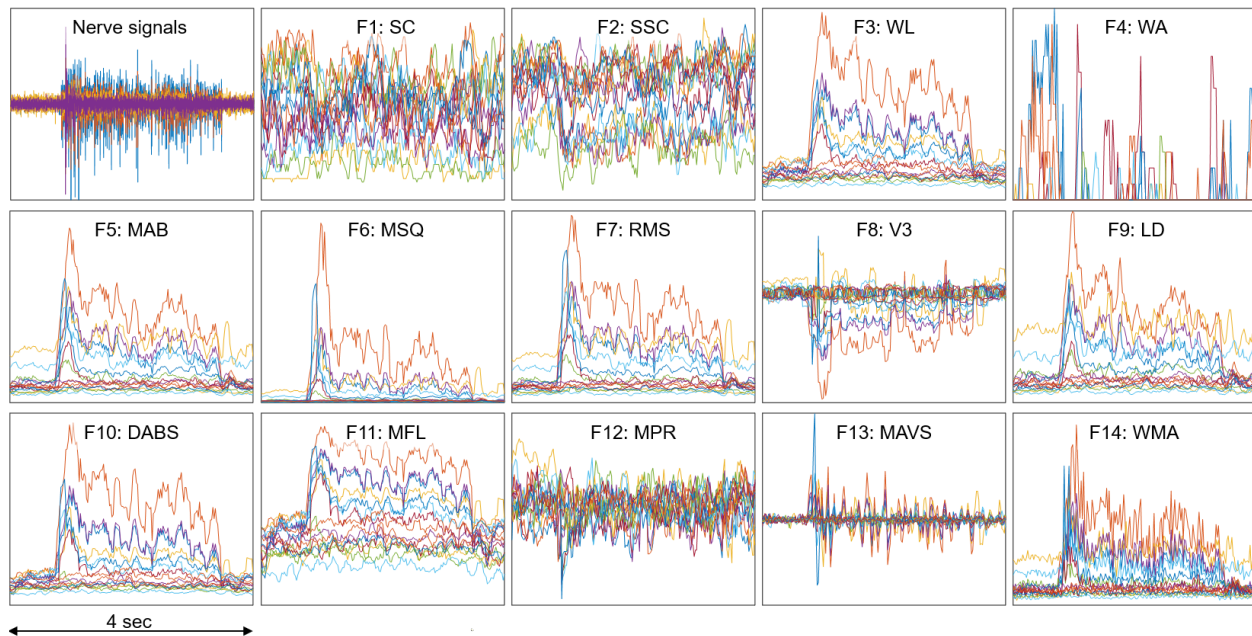 Nerve signals
F1: SC
F2: SSC
F3: WL
F4: WA
F5: MAB
F6: MSQ
F7: RMS
F8: V3
F9: LD
F10: DABS
F11: MFL
F12: MPR
F13: MAVS
F14: WMA
4 sec